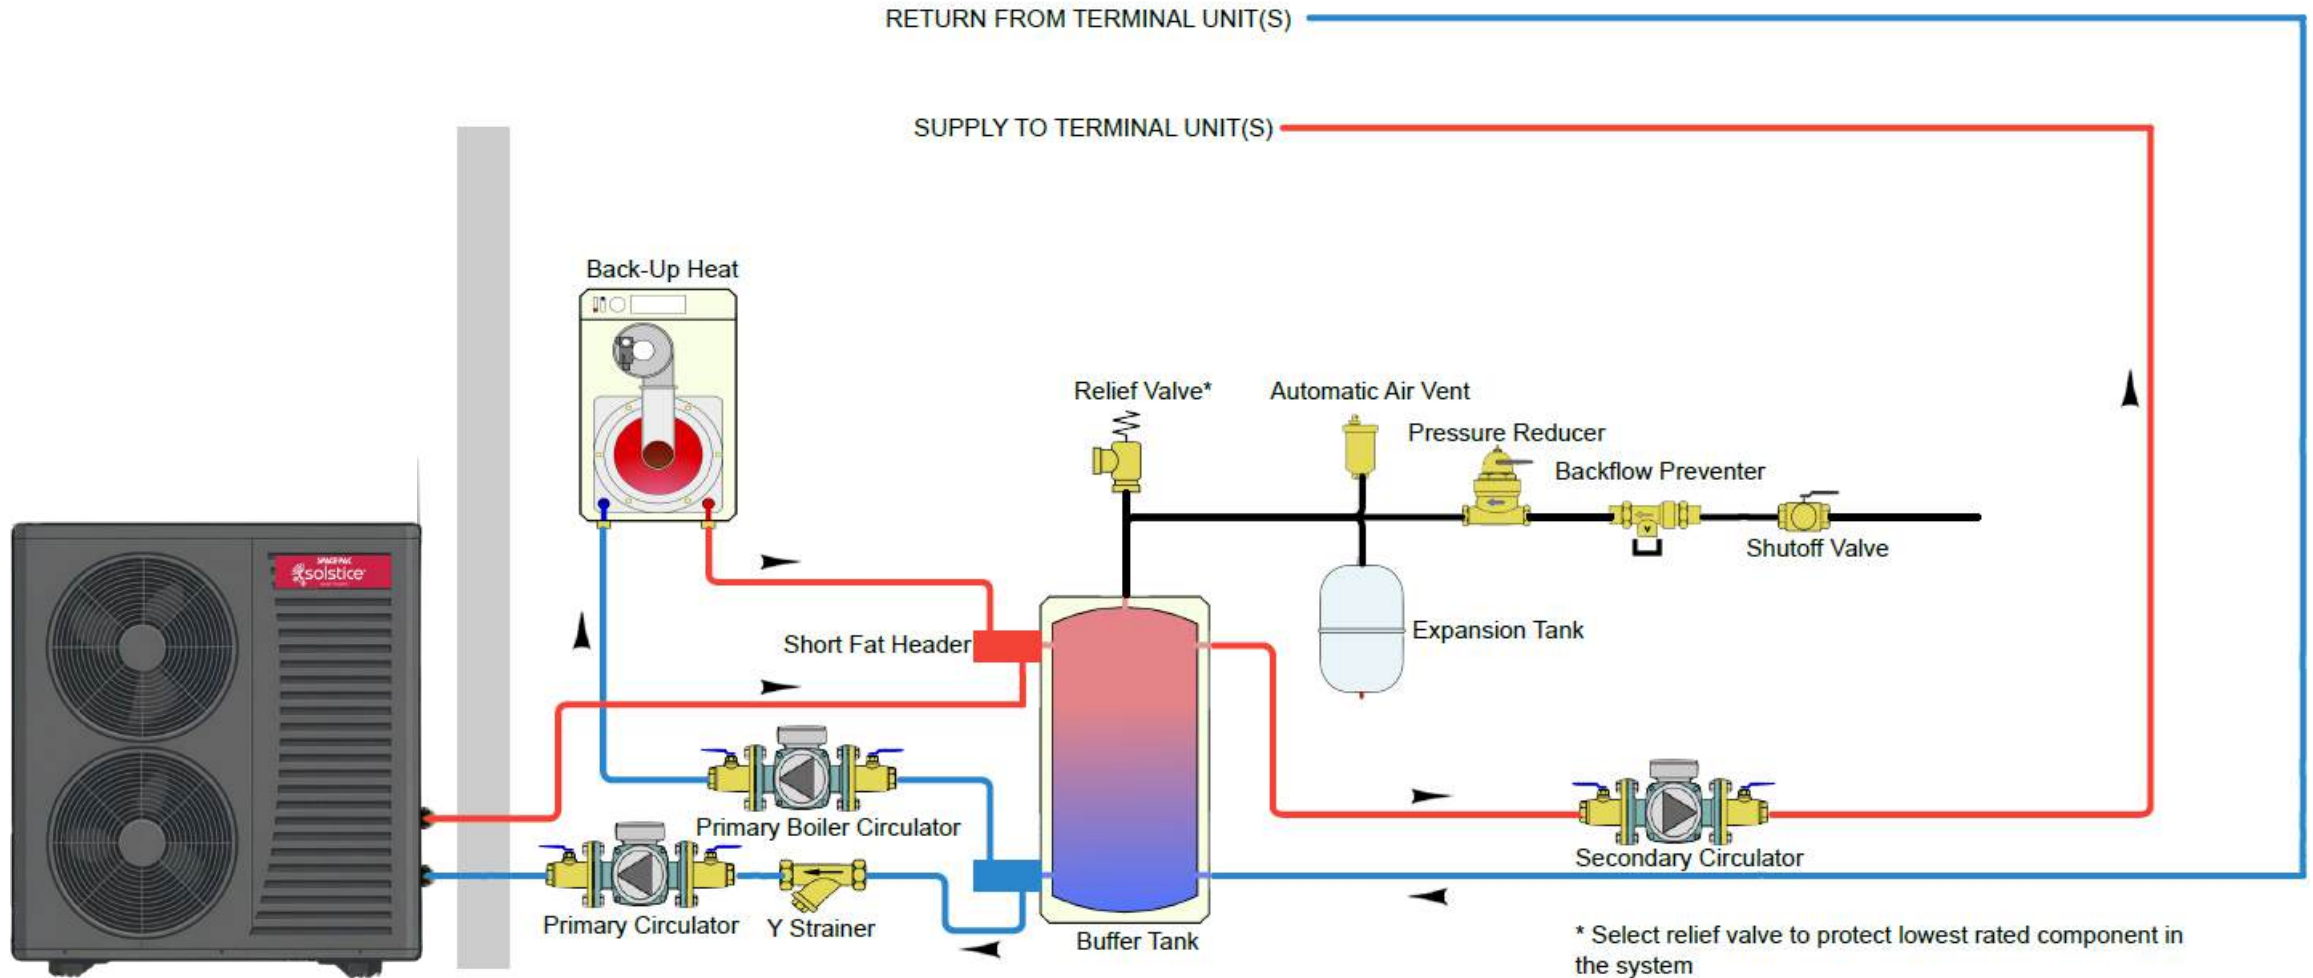 RETURN FROM TERMINAL UNIT(S)
SUPPLY TO TERMINAL UNIT(S)
Back-Up Heat
Relief Valve*
Automatic Air Vent
Pressure Reducer
Backflow Preventer
Shutoff Valve
SPACEPAK
solstice
Short Fat Header
Expansion Tank
Primary Boiler Circulator
Secondary Circulator
Primary Circulator
Y Strainer
Buffer Tank
* Select relief valve to protect lowest rated component in
the system